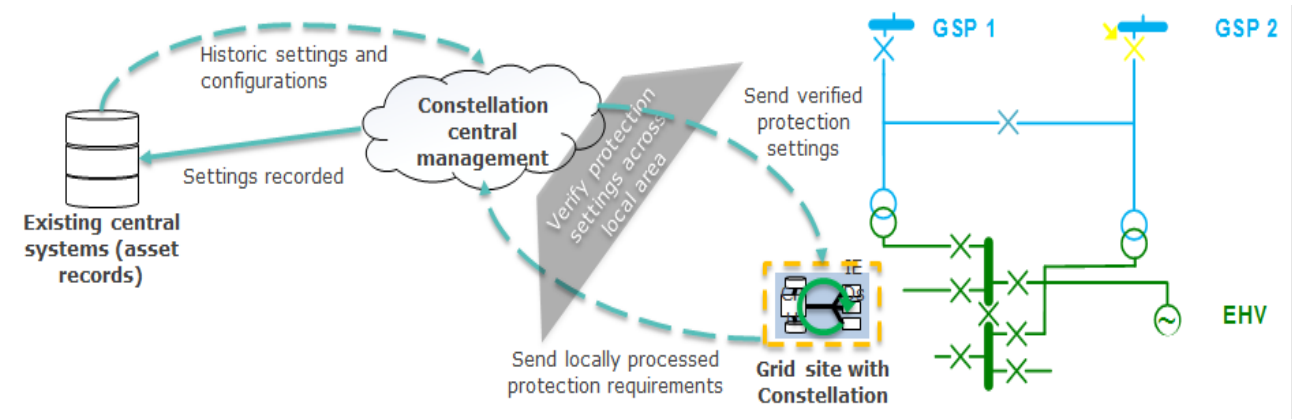 Historic settings and
configurations
Constellation
central
management
Settings recorded
Existing central
systems (asset
records)
Verify protection
settings across
local area
Send verified
protection
settings
Send locally processed
protection requirements
IE
Grid site with
Constellation
GSP 1
GSP 2
EHV